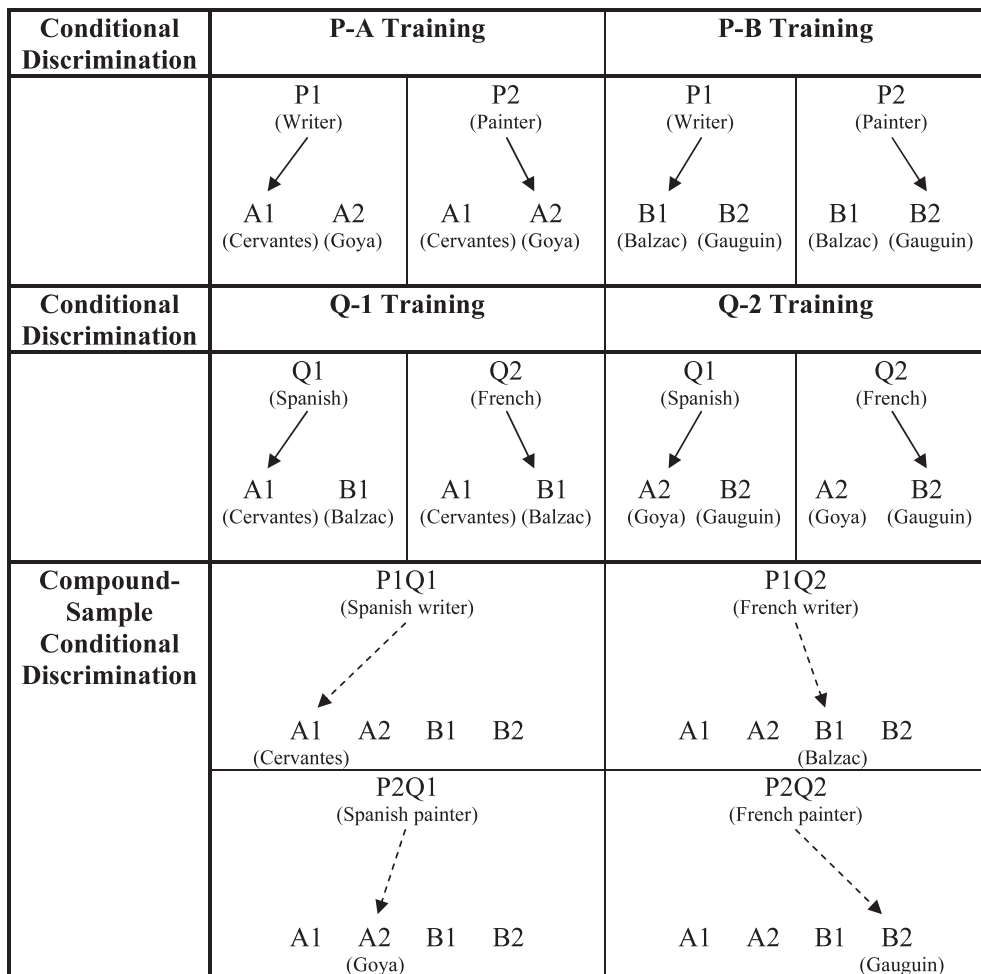 Conditional
Discrimination
P-A Training
P-B Training
P1
(Writer)
P2
(Painter)
P1
(Writer)
P2
(Painter)
A1 A2
(Cervantes) (Goya)
A1 A2
(Cervantes) (Goya)
B1 B2
(Balzac) (Gauguin)
B1 B2
(Balzac) (Gauguin)
Conditional
Discrimination
Q-1 Training
Q-2 Training
Q1
(Spanish)
Q2
(French)
Q1
(Spanish)
Q2
(French)
A1 B1
(Cervantes) (Balzac)
A1 B1
(Cervantes) (Balzac)
A2 B2
(Goya) (Gauguin)
A2 B2
(Goya) (Gauguin)
Compound-
Sample
Conditional
Discrimination
P1Q1
(Spanish writer)
A1 A2 B1 B2
(Cervantes)
P1Q2
(French writer)
A1 A2 B1 B2
(Balzac)
P2Q1
(Spanish painter)
A1 A2 B1 B2
(Goya)
P2Q2
(French painter)
A1 A2 B1 B2
(Gauguin)